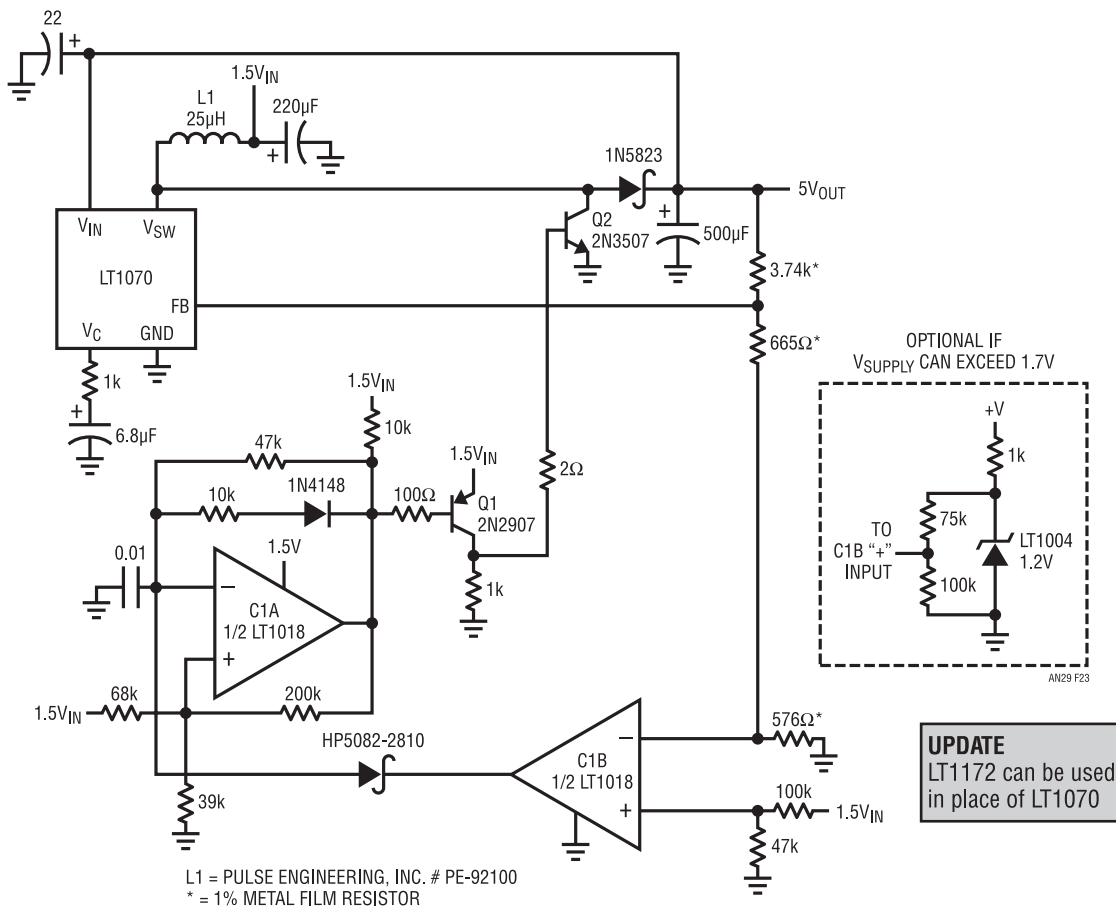 22
+
1.5VIN
L1
25µH
220µF
+
1N5823
5VOUT
VIN
VSW
LT1070
FB
VC
GND
Q2
2N3507
+
500µF
3.74k*
665Ω*
1k
+
6.8µF
1.5VIN
10k
47k
1N4148
10k
100Ω
1.5VIN
Q1
2N2907
2Ω
1k
0.01
1.5V
–
C1A
1/2 LT1018
+
68k
1.5VIN
200k
39k
HP5082-2810
–
C1B
1/2 LT1018
+
576Ω*
100k
1.5VIN
47k
OPTIONAL IF
VSUPPLY CAN EXCEED 1.7V
+V
1k
75k
TO
C1B “+”
INPUT
100k
LT1004
1.2V
AN29 F23
UPDATE
LT1172 can be used
in place of LT1070
L1 = PULSE ENGINEERING, INC. # PE-92100
* = 1% METAL FILM RESISTOR